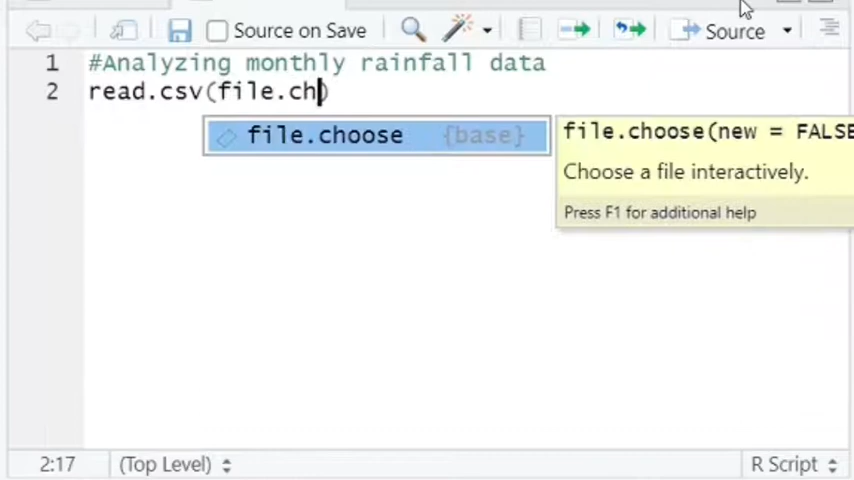 Source on Save
Source
1 #Analyzing monthly rainfall data
2 read.csv(file.ch)
file.choose {base}
file.choose(new = FALSE
Choose a file interactively.
Press F1 for additional help
2:17 (Top Level) R Script